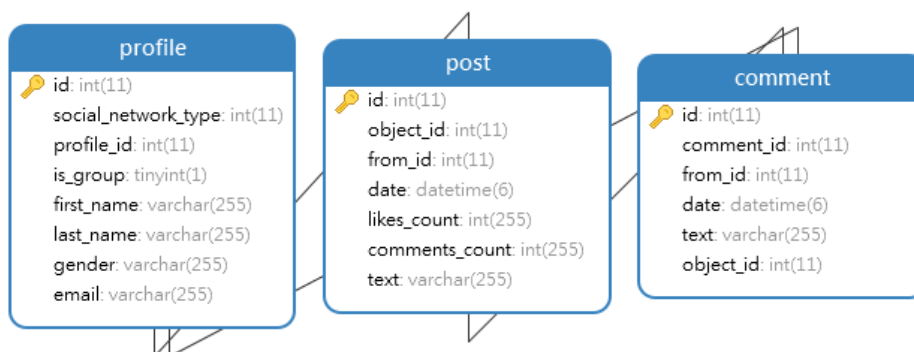 profile
id: int(11)
social_network_type: int(11)
profile_id: int(11)
is_group: tinyint(1)
first_name: varchar(255)
last_name: varchar(255)
gender: varchar(255)
email: varchar(255)
post
id: int(11)
object_id: int(11)
from_id: int(11)
date: datetime(6)
likes_count: int(255)
comments_count: int(255)
text: varchar(255)
comment
id: int(11)
comment_id: int(11)
from_id: int(11)
date: datetime(6)
text: varchar(255)
object_id: int(11)